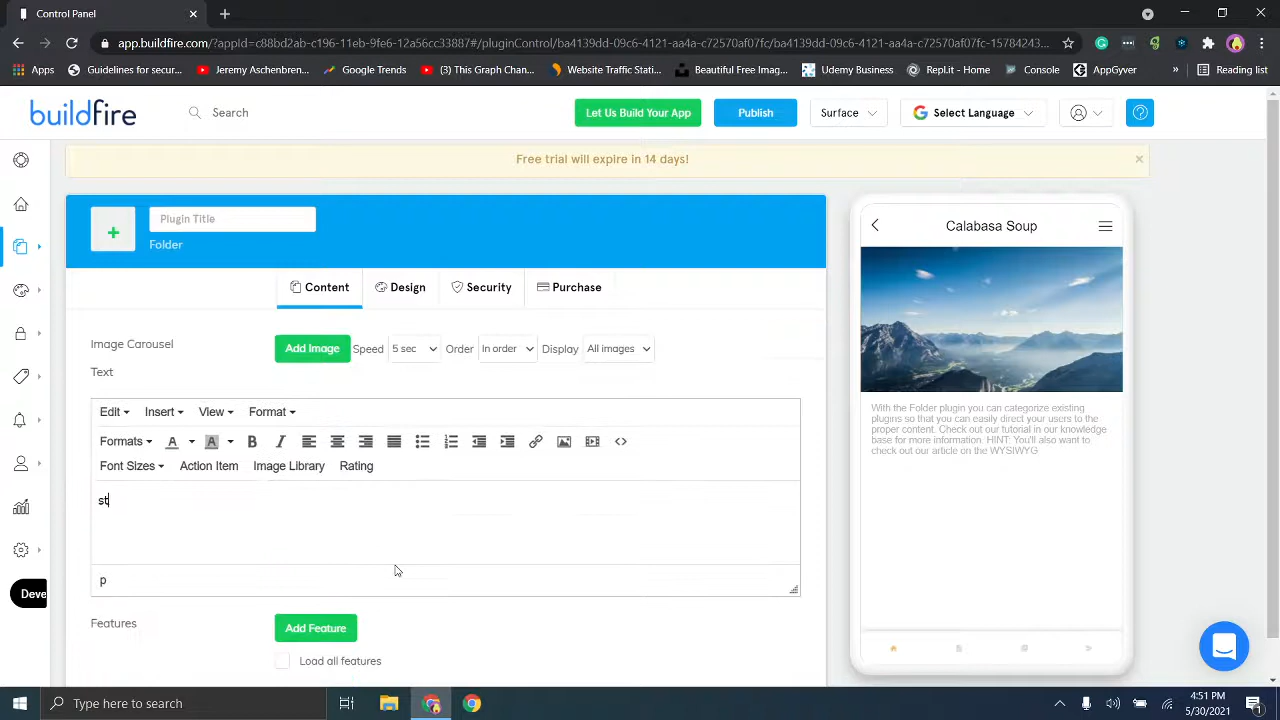 Control Panel
app.buildfire.com/?appId=c88bd2ab-c196-11eb-9fe6-12a56cc33887#/pluginControl/ba4139dd-09c6-4121-aa4a-c72570af07fc/ba4139dd-09c6-4121-aa4a-c72570af07fc-15784243...
Apps
Guidelines for secur...
Jeremy Aschenbren...
Google Trends
(3) This Graph Chan...
Website Traffic Stati...
Beautiful Free Imag...
Udemy Business
Repl.it - Home
Console
AppGyver
»
Reading list
buildfire
Search
Let Us Build Your App
Publish
Surface
Select Language
Free trial will expire in 14 days!
Plugin Title
Folder
Content
Design
Security
Purchase
Image Carousel
Add Image
Speed
5 sec
Order
In order
Display
All images
Text
Edit
Insert
View
Format
Formats
A
A
B
I
Font Sizes
Action Item
Image Library
Rating
st
p
Features
Add Feature
Load all features
Deve
Calabasa Soup
With the Folder plugin you can categorize existing
plugins so that you can easily direct your users to the
proper content. Check out our tutorial in our knowledge
base for more information. HINT: You'll also want to
check out our article on the WYSIWYG
Type here to search
4:51 PM
5/30/2021